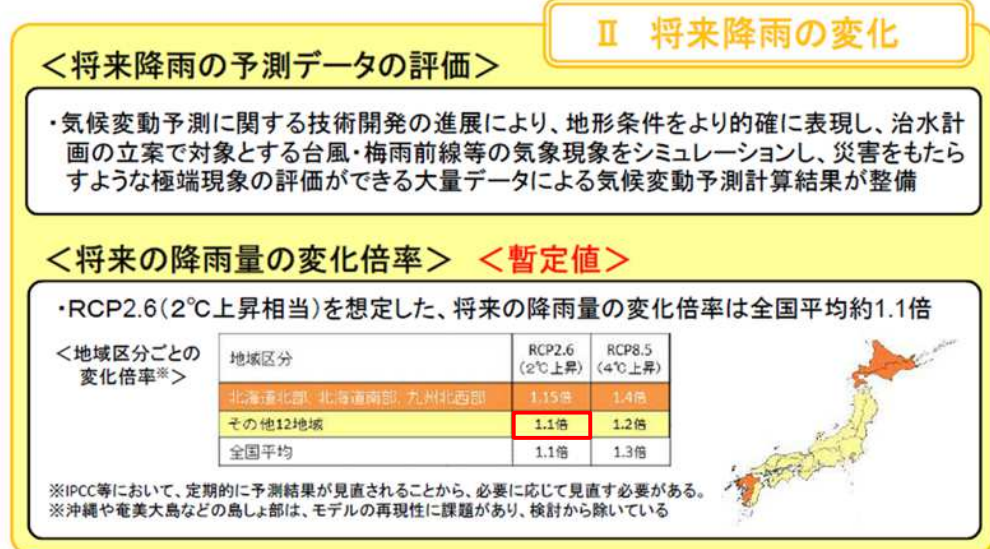 Ⅱ 将来降雨の変化
＜将来降雨の予測データの評価＞
・気候変動予測に関する技術開発の進展により、地形条件をより的確に表現し、治水計
画の立案で対象とする台風・梅雨前線等の気象現象をシミュレーションし、災害をもたら
すような極端現象の評価ができる大量データによる気候変動予測計算結果が整備
＜将来の降雨量の変化倍率＞ ＜暫定値＞
・RCP2.6(2℃上昇相当)を想定した、将来の降雨量の変化倍率は全国平均約1.1倍
＜地域区分ごとの
変化倍率※＞
地域区分 RCP2.6 RCP8.5
(2℃上昇) (4℃上昇)
北海道北部、北海道南部、九州北西部 1.15倍 1.4倍
その他12地域 1.1倍 1.2倍
全国平均 1.1倍 1.3倍
※IPCC等において、定期的に予測結果が見直されることから、必要に応じて見直す必要がある。
※沖縄や奄美大島などの島しょ部は、モデルの再現性に課題があり、検討から除いている